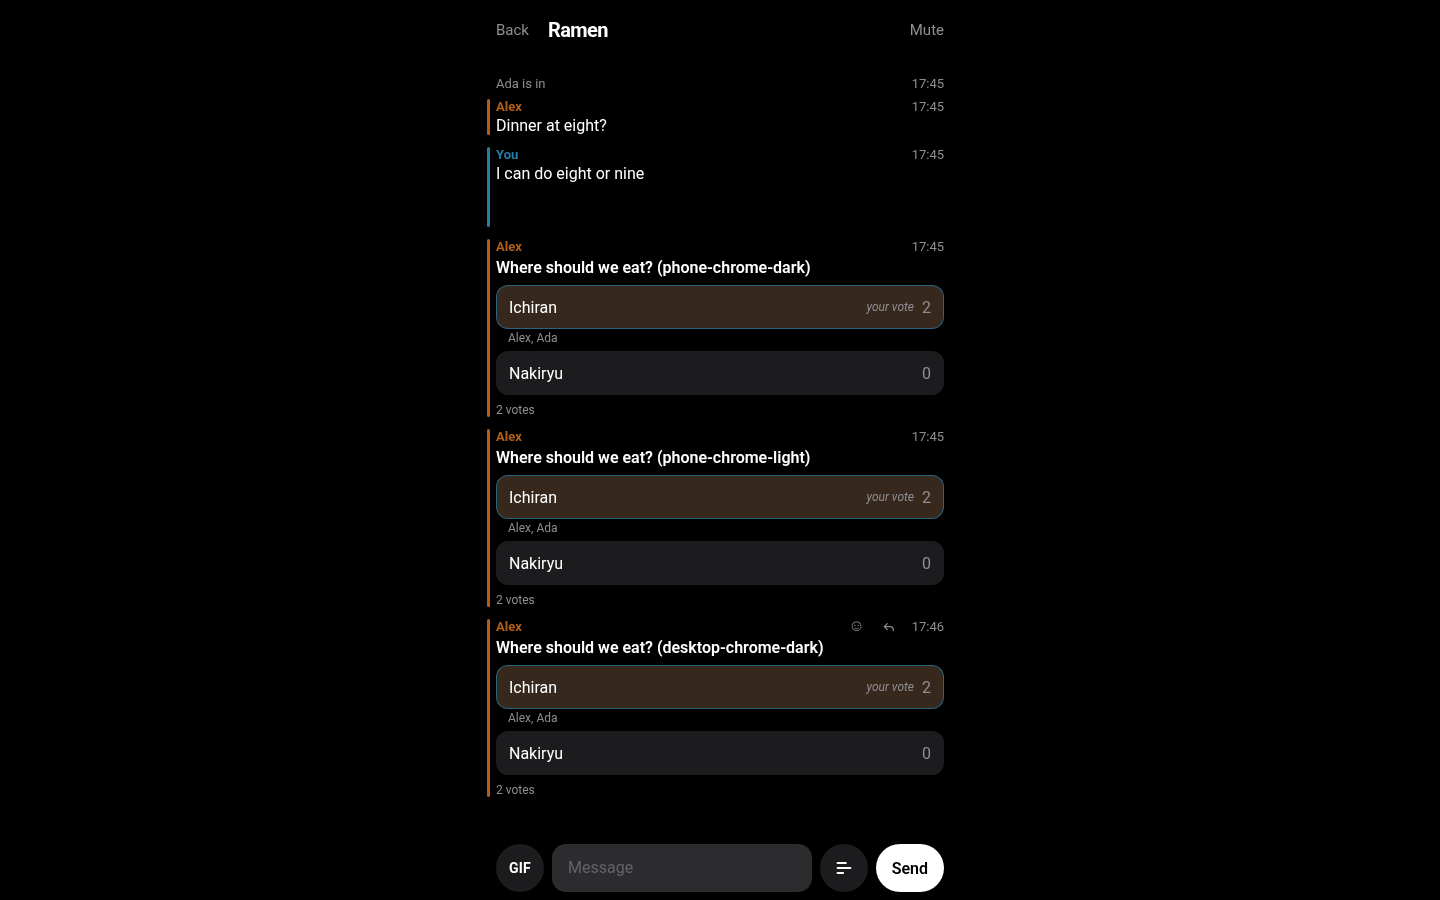 Back Ramen Mute
Ada is in 17:45
Alex 17:45
Dinner at eight?
You 17:45
I can do eight or nine
Alex 17:45
Where should we eat? (phone-chrome-dark)
Ichiran your vote 2
Alex, Ada
Nakiryu 0
2 votes
Alex 17:45
Where should we eat? (phone-chrome-light)
Ichiran your vote 2
Alex, Ada
Nakiryu 0
2 votes
Alex 17:46
Where should we eat? (desktop-chrome-dark)
Ichiran your vote 2
Alex, Ada
Nakiryu 0
2 votes
GIF Message Send